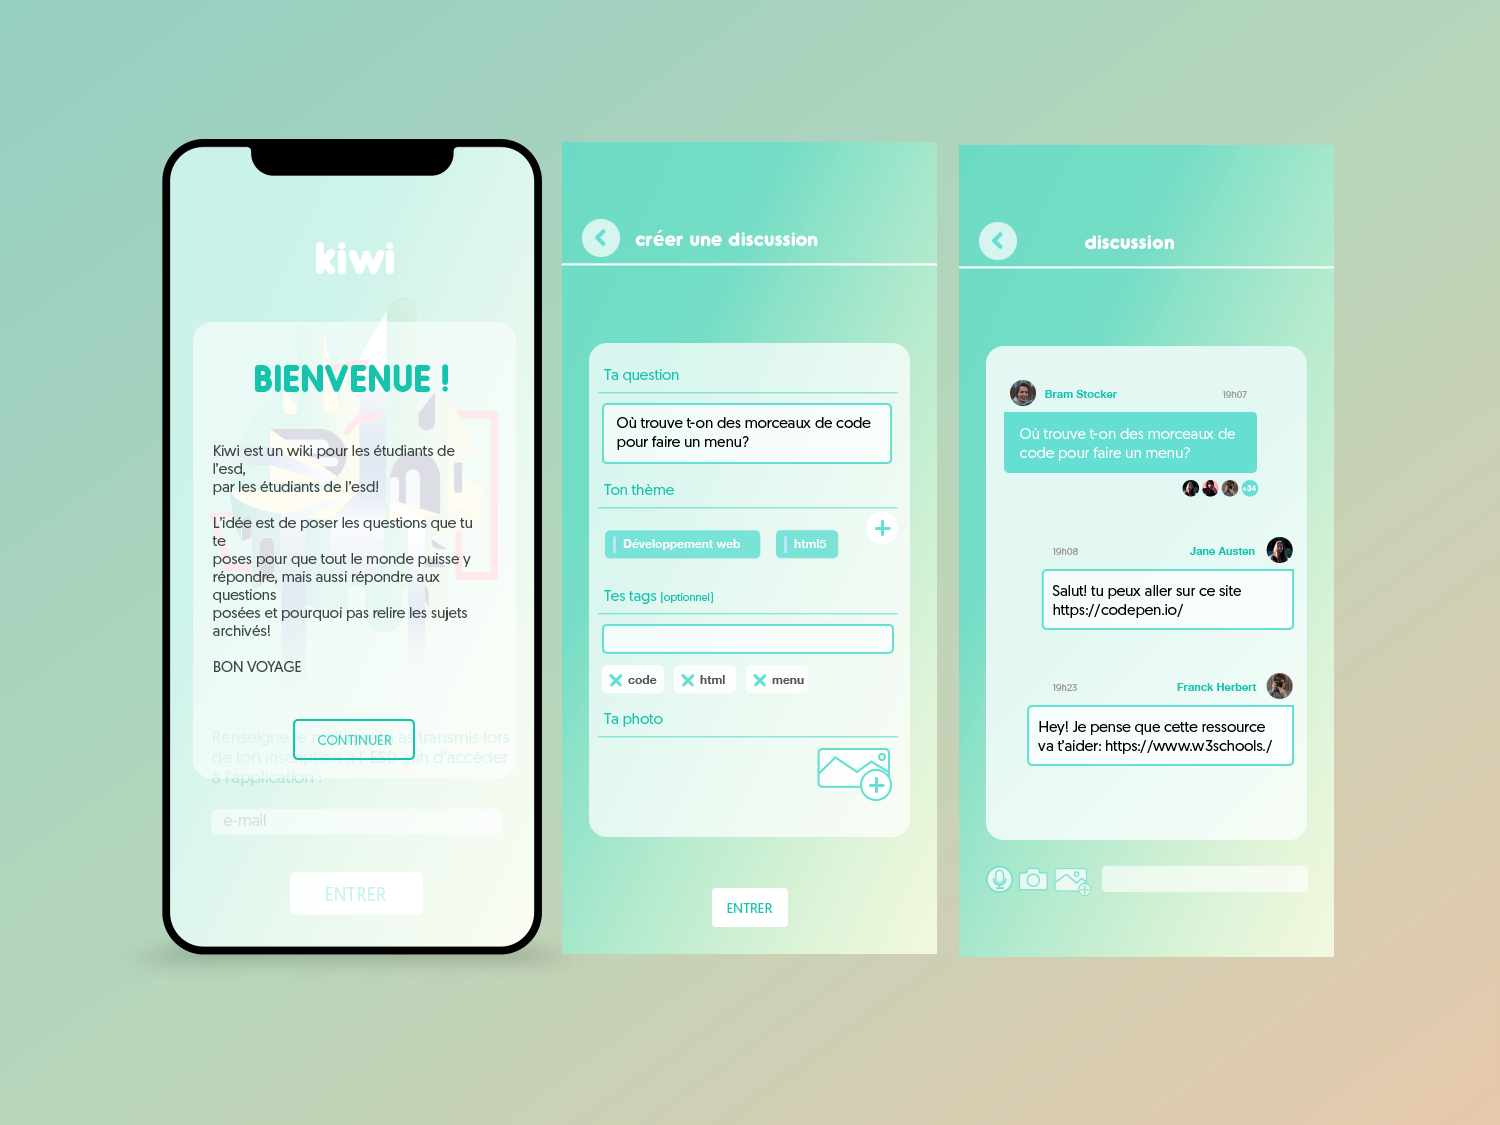 kiwi
BIENVENUE !
Kiwi est un wiki pour les étudiants de
l'esd,
par les étudiants de l'esd!
L'idée est de poser les questions que tu
te
poses pour que tout le monde puisse y
répondre, mais aussi répondre aux
questions
posées et pourquoi pas relire les sujets
archivés!
BON VOYAGE
Renseigne transmis lors
CONTINUER
de ton inscription à l' ESD afin d'accéder
à l'application .
e-mail
ENTRER
créer une discussion
Ta question
Où trouve t-on des morceaux de code
pour faire un menu?
Ton thème
Développement web
html5
Tes tags (optionnel)
code
html
menu
Ta photo
ENTRER
discussion
Bram Stocker
19h07
Où trouve t-on des morceaux de
code pour faire un menu?
+34
19h08
Jane Austen
Salut! tu peux aller sur ce site
https://codepen.io/
19h23
Franck Herbert
Hey! Je pense que cette ressource
va t'aider: https://www.w3schools./